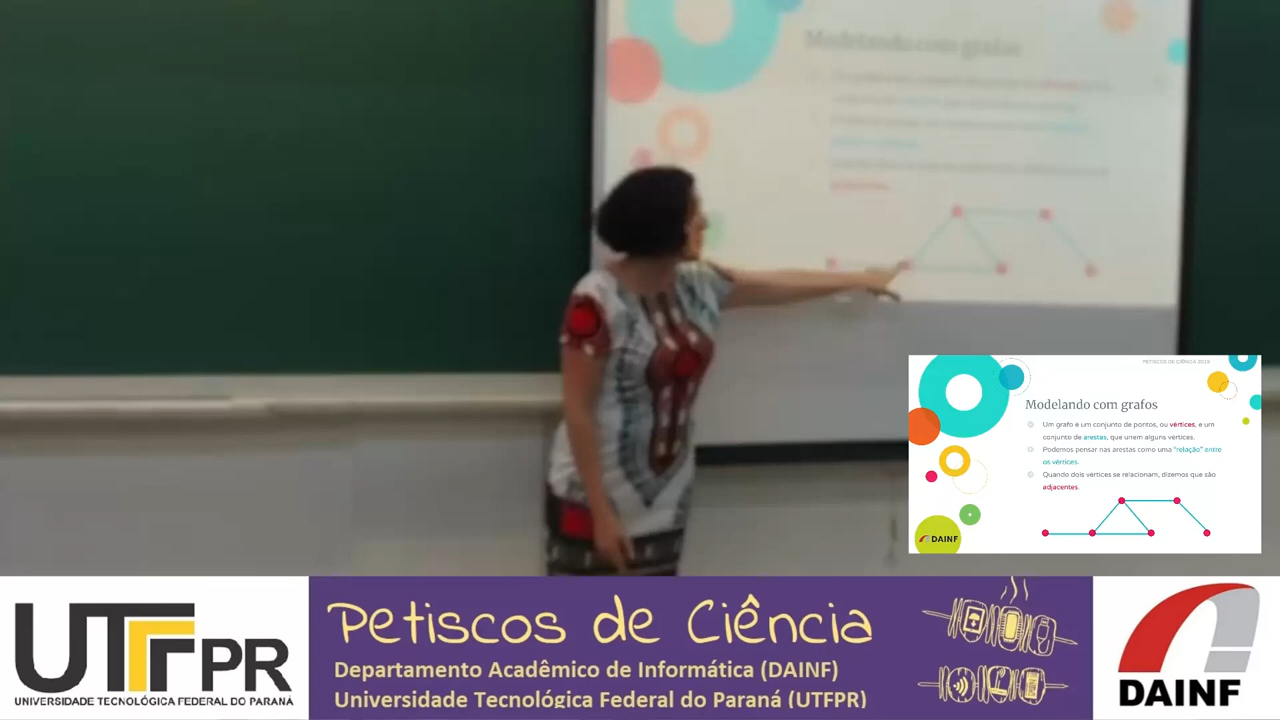 Modelando com grafos
PETISCOS DE CIÊNCIA 2019
Modelando com grafos
Um grafo é um conjunto de pontos, ou vértices, e um
conjunto de arestas, que unem alguns vértices.
Podemos pensar nas arestas como uma "relação" entre
os vértices.
Quando dois vértices se relacionam, dizemos que são
adjacentes.
DAINF
UTFPR
UNIVERSIDADE TECNOLÓGICA FEDERAL DO PARANÁ
Petiscos de Ciência
Departamento Acadêmico de Informática (DAINF)
Universidade Tecnológica Federal do Paraná (UTFPR)
DAINF